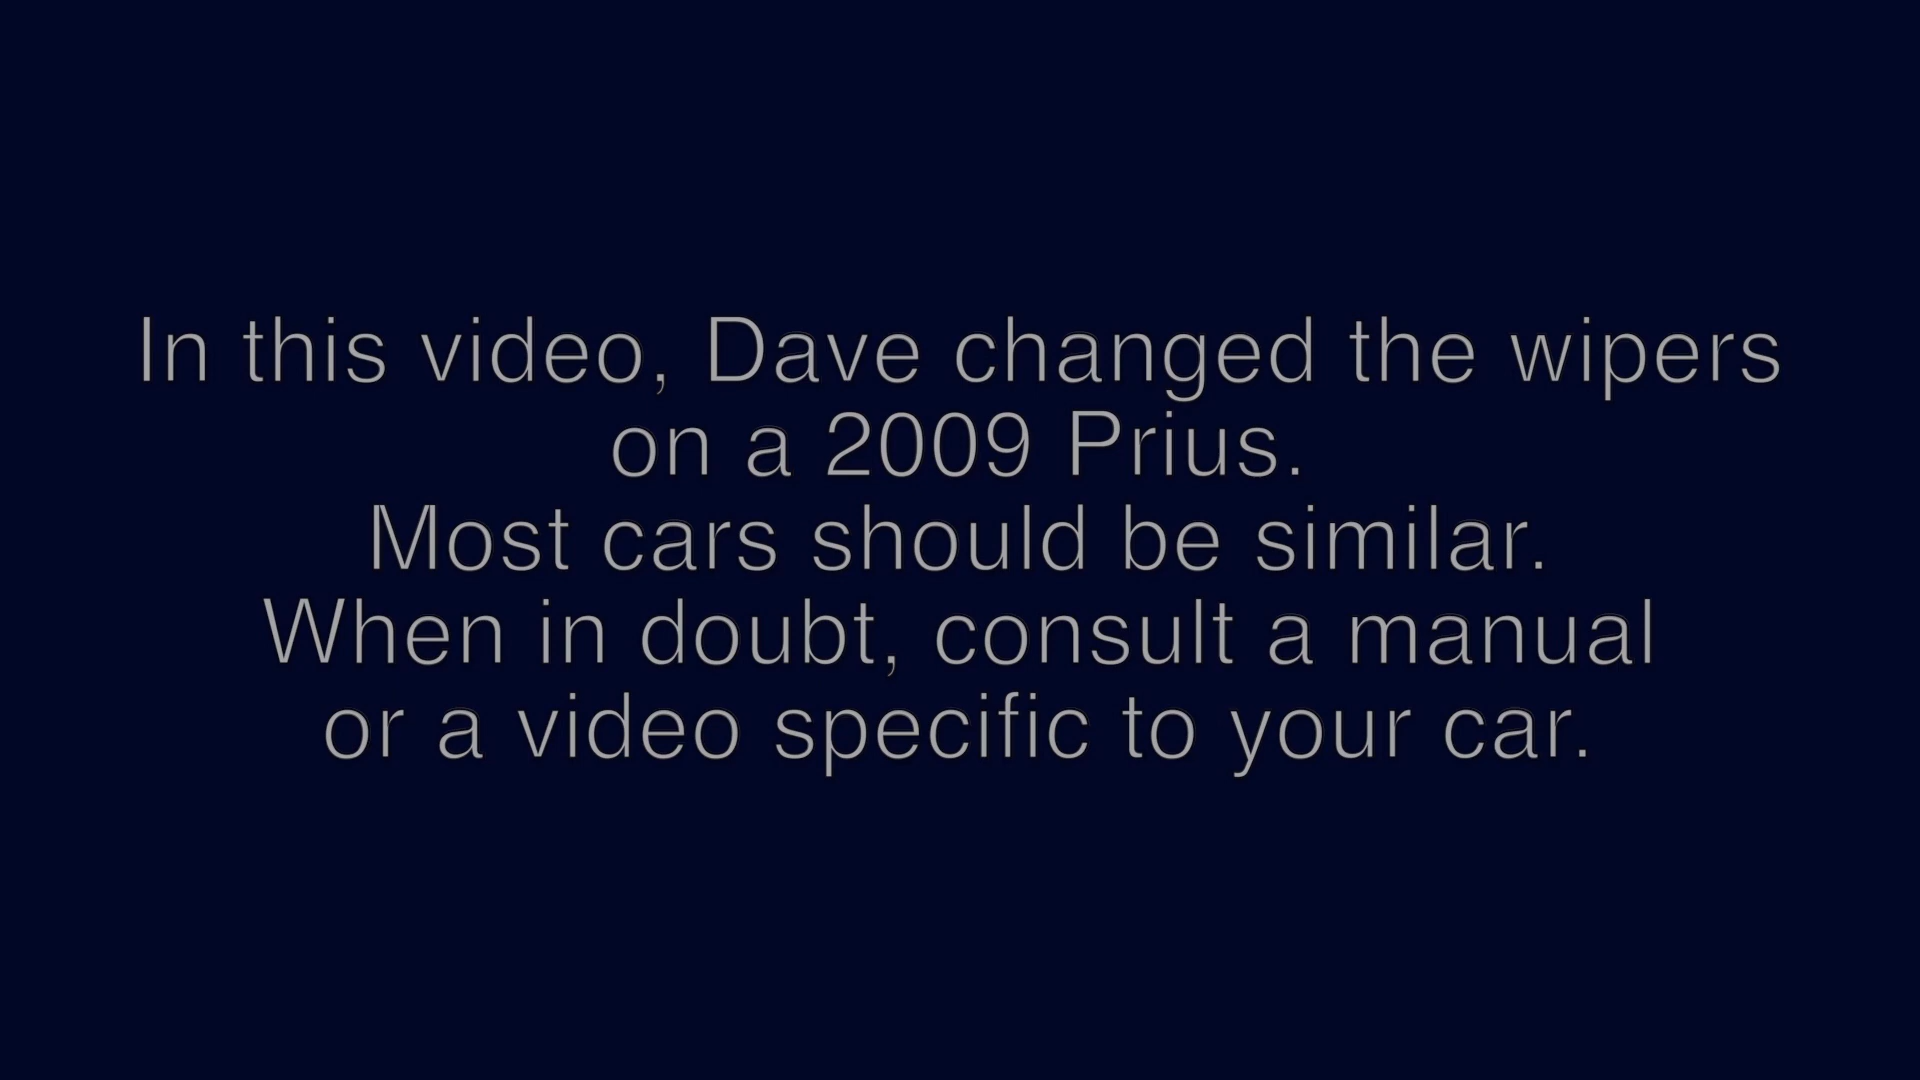 In this video, Dave changed the wipers
on a 2009 Prius.
Most cars should be similar.
When in doubt, consult a manual
or a video specific to your car.